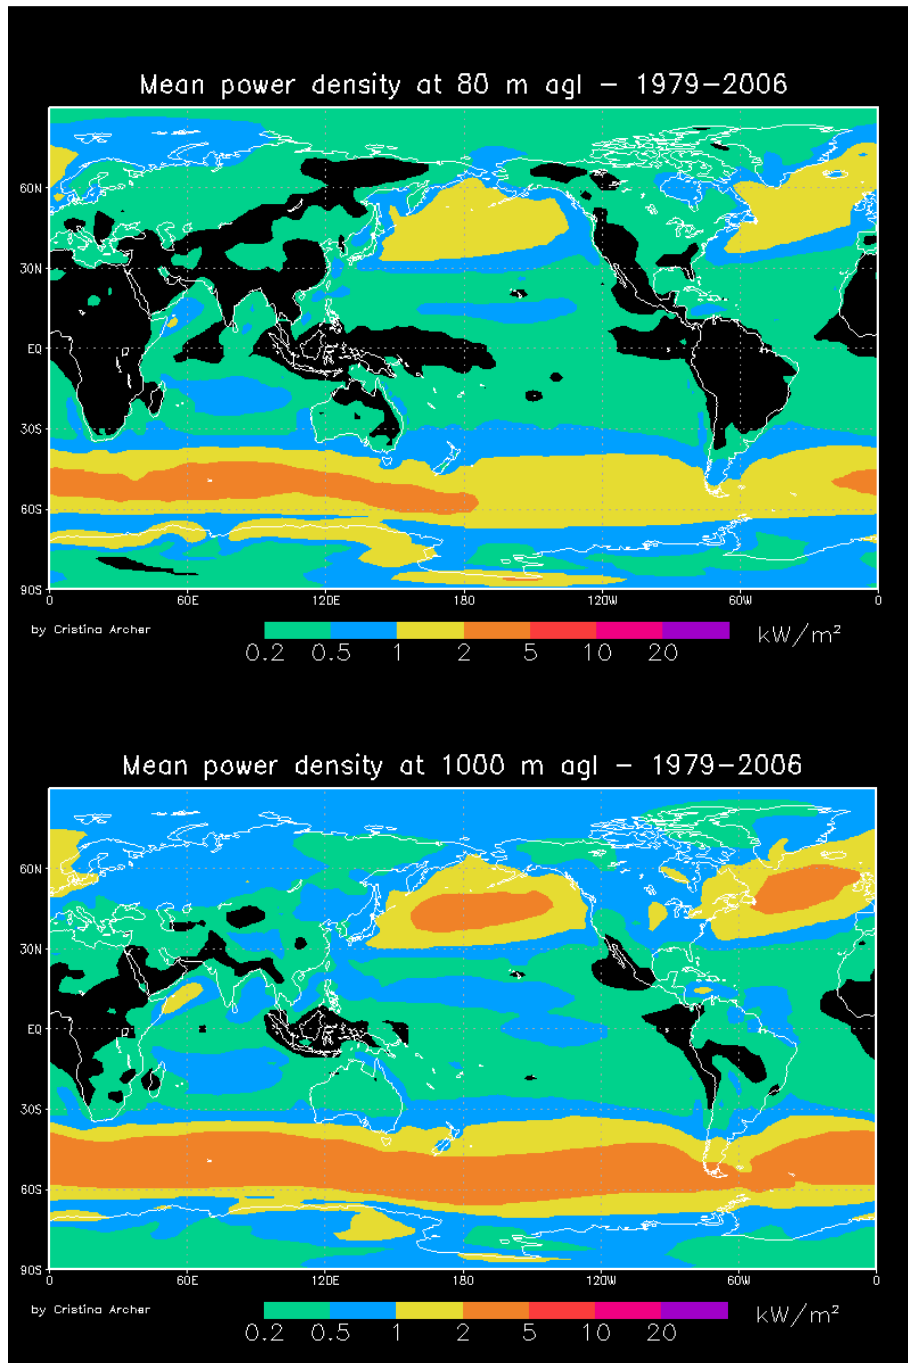 Mean power density at 80 m agl – 1979–2006
60N
30N
EQ
30S
60S
90S
0 60E 120E 180 120W 60W 0
by Cristina Archer
0.2 0.5 1 2 5 10 20 kW/m²
Mean power density at 1000 m agl – 1979–2006
60N
30N
EQ
30S
60S
90S
0 60E 120E 180 120W 60W 0
by Cristina Archer
0.2 0.5 1 2 5 10 20 kW/m²